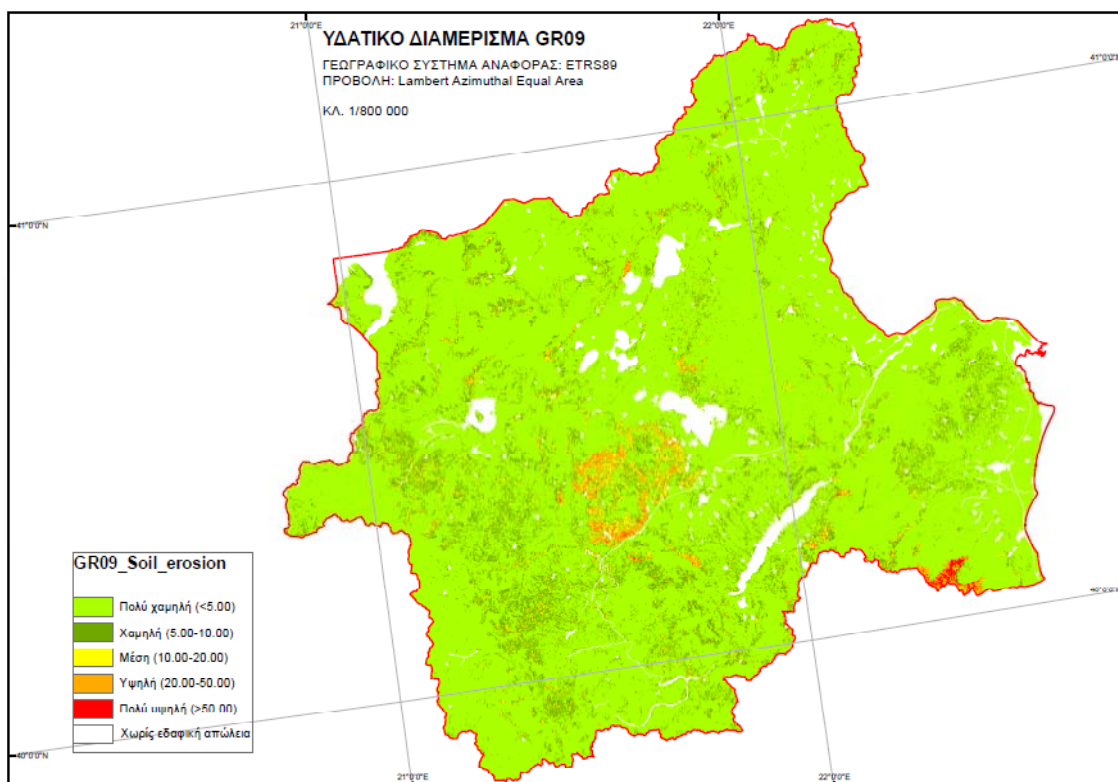 21°0'0"E
22°0'0"E
ΥΔΑΤΙΚΟ ΔΙΑΜΕΡΙΣΜΑ GR09
ΓΕΩΓΡΑΦΙΚΟ ΣΥΣΤΗΜΑ ΑΝΑΦΟΡΑΣ: ETRS89
ΠΡΟΒΟΛΗ: Lambert Azimuthal Equal Area
ΚΛ. 1/800 000
41°0'0"N
41°0'0"N
GR09_Soil_erosion
Πολύ χαμηλή (<5.00)
Χαμηλή (5.00-10.00)
Μέση (10.00-20.00)
Υψηλή (20.00-50.00)
Πολύ υψηλή (>50.00)
Χωρίς εδαφική απώλεια
40°0'0"N
40°0'0"N
21°0'0"E
22°0'0"E